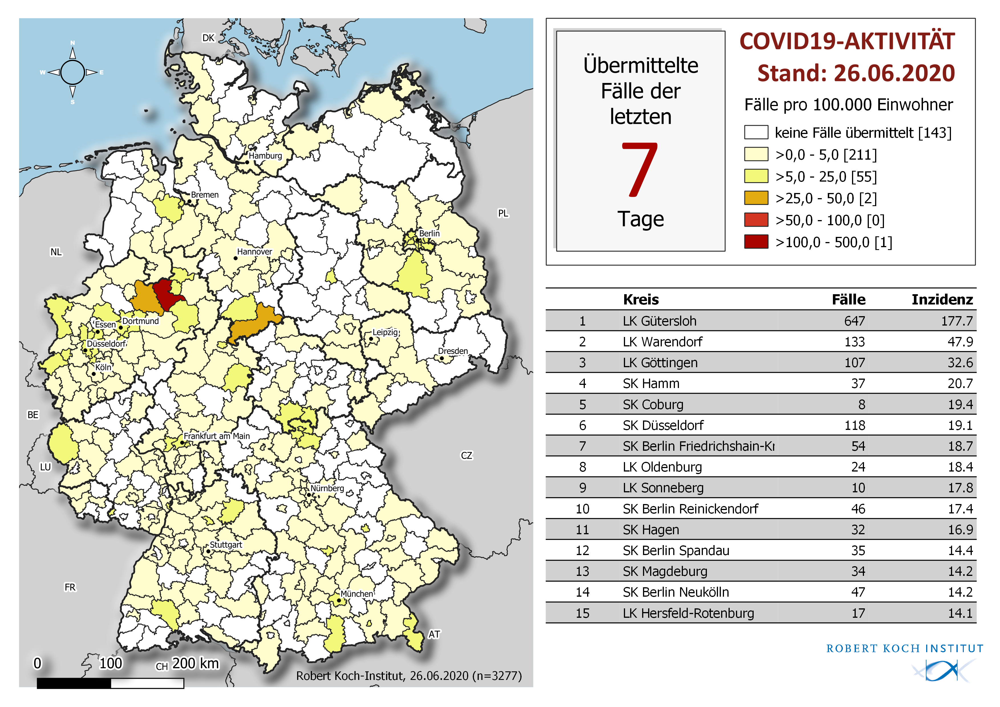 N
W
E
S
DK
PL
NL
BE
LU
FR
CZ
AT
CH
Hamburg
Bremen
Berlin
Hannover
Essen
Dortmund
Düsseldorf
Köln
Leipzig
Dresden
Frankfurt am Main
Nürnberg
Stuttgart
München
0 100 200 km
Robert Koch-Institut, 26.06.2020 (n=3277)
Übermittelte
Fälle der
letzten
7
Tage
COVID19-AKTIVITÄT
Stand: 26.06.2020
Fälle pro 100.000 Einwohner
keine Fälle übermittelt [143]
>0,0 - 5,0 [211]
>5,0 - 25,0 [55]
>25,0 - 50,0 [2]
>50,0 - 100,0 [0]
>100,0 - 500,0 [1]
Kreis Fälle Inzidenz
1 LK Gütersloh 647 177.7
2 LK Warendorf 133 47.9
3 LK Göttingen 107 32.6
4 SK Hamm 37 20.7
5 SK Coburg 8 19.4
6 SK Düsseldorf 118 19.1
7 SK Berlin Friedrichshain-Kr 54 18.7
8 LK Oldenburg 24 18.4
9 LK Sonneberg 10 17.8
10 SK Berlin Reinickendorf 46 17.4
11 SK Hagen 32 16.9
12 SK Berlin Spandau 35 14.4
13 SK Magdeburg 34 14.2
14 SK Berlin Neukölln 47 14.2
15 LK Hersfeld-Rotenburg 17 14.1
ROBERT KOCH INSTITUT